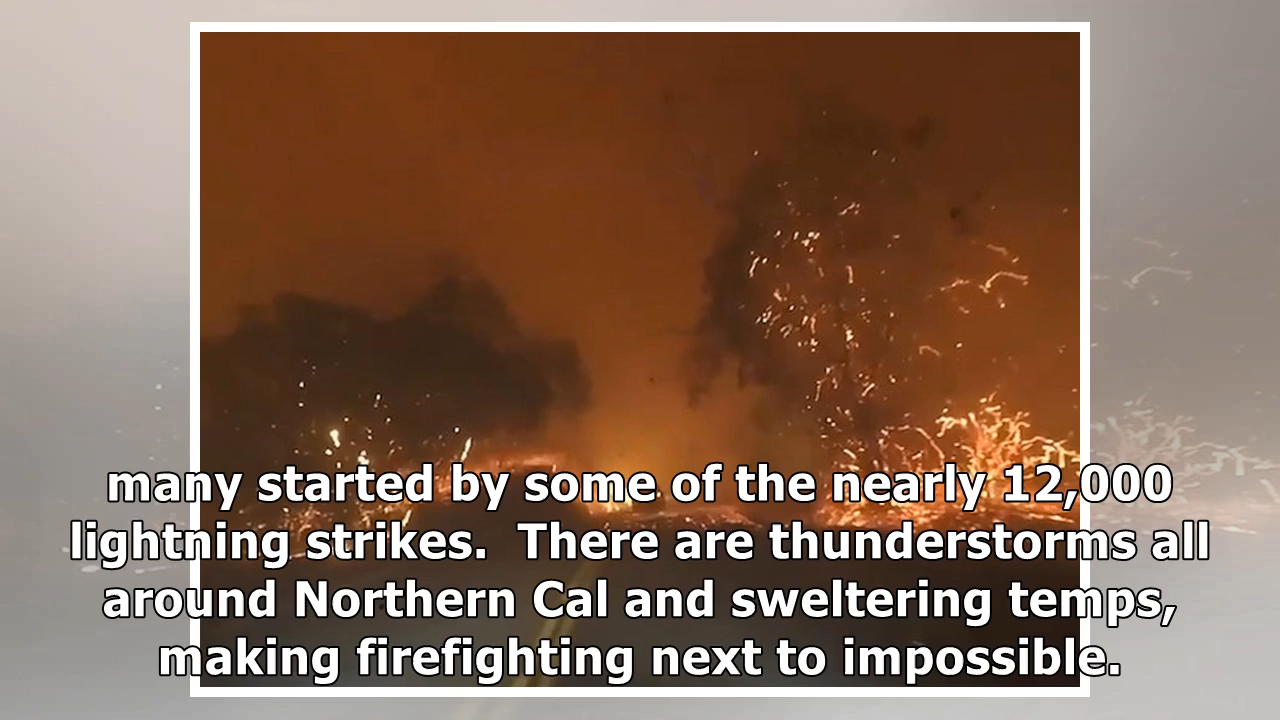 many started by some of the nearly 12,000
lightning strikes.  There are thunderstorms all
around Northern Cal and sweltering temps,
making firefighting next to impossible.